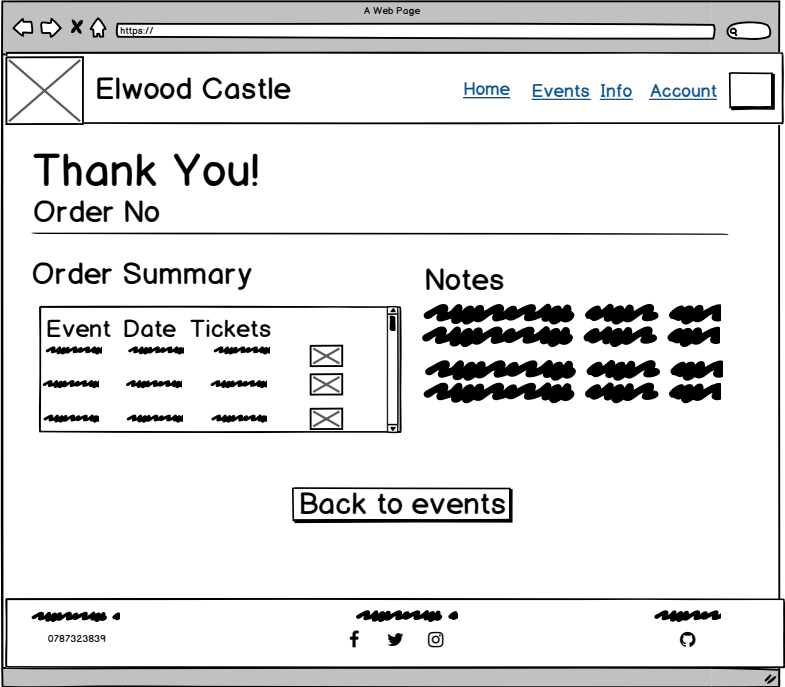 A Web Page
https://
Elwood Castle
Home Events Info Account
Thank You!
Order No
Order Summary
Notes
Event Date Tickets
Back to events
0787323839